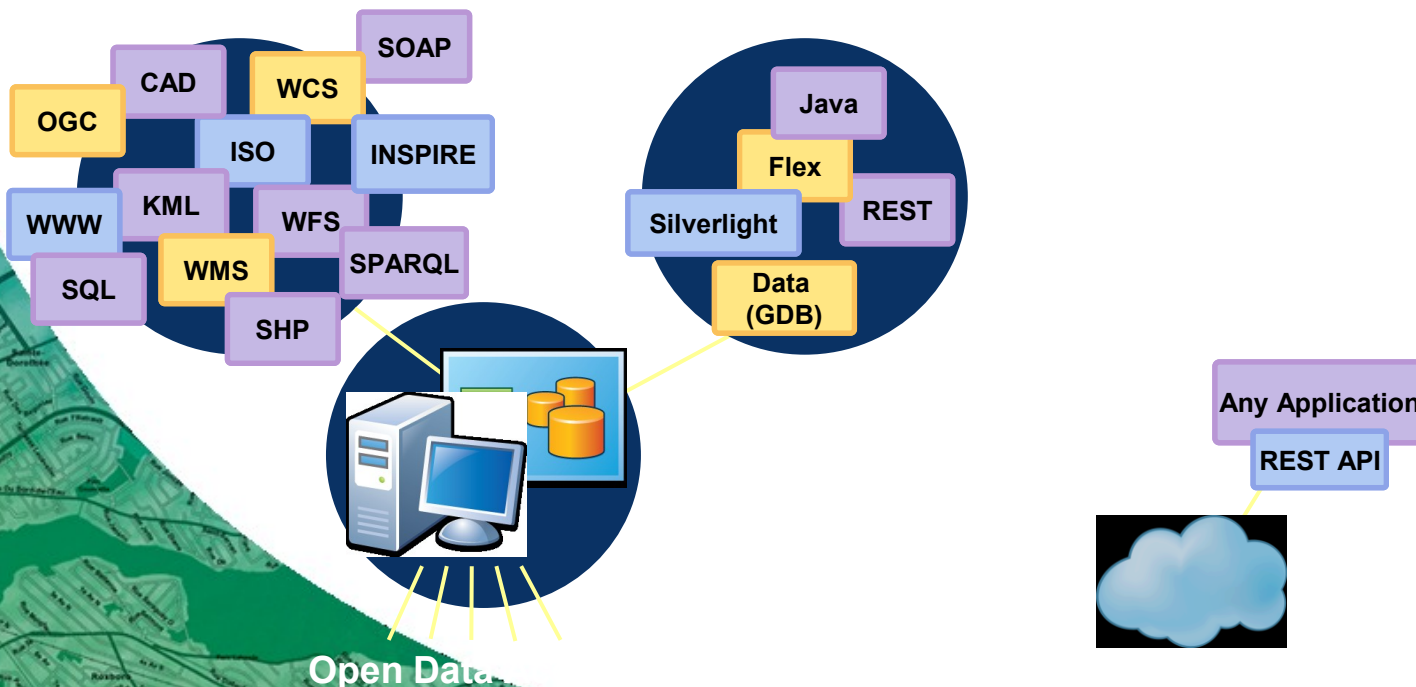 SOAP
CAD
WCS
OGC
ISO
INSPIRE
KML
WWW
WFS
WMS
SPARQL
SQL
SHP
Java
Flex
REST
Silverlight
Data
(GDB)
Any Application
REST API
Open Data
Roxboro